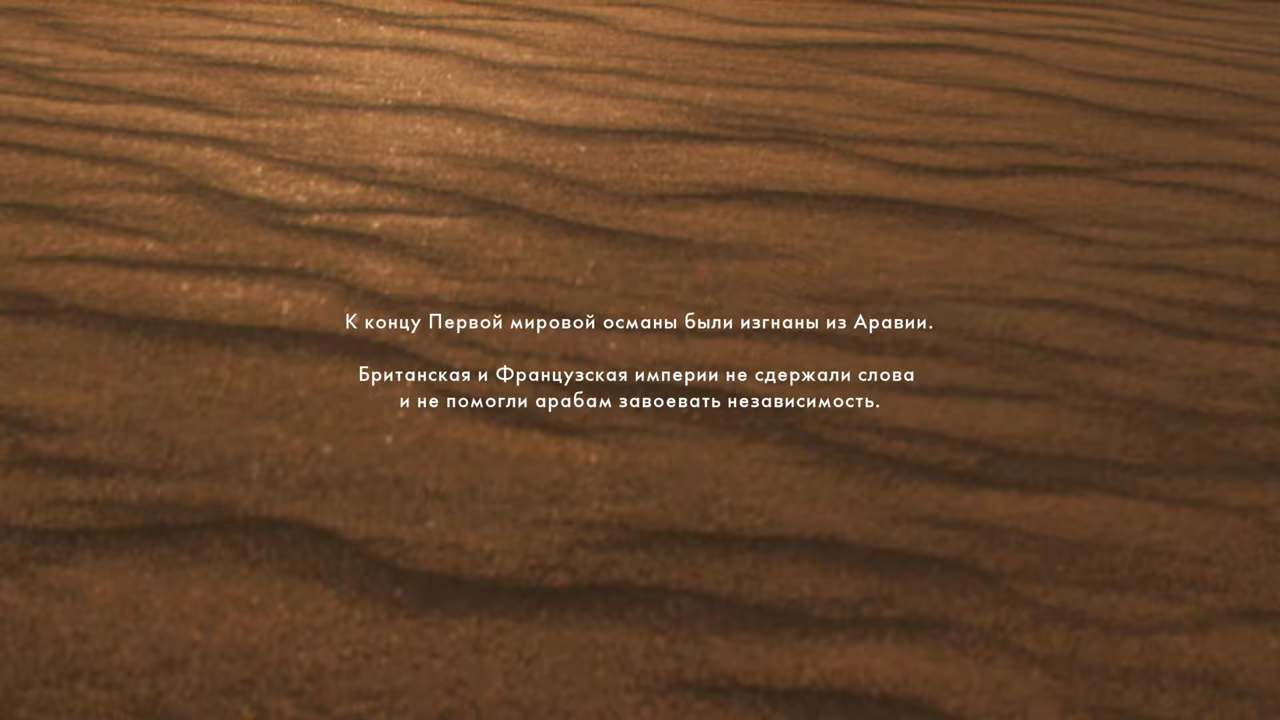 К концу Первой мировой османы были изгнаны из Аравии.
Британская и Французская империи не сдержали слова
и не помогли арабам завоевать независимость.